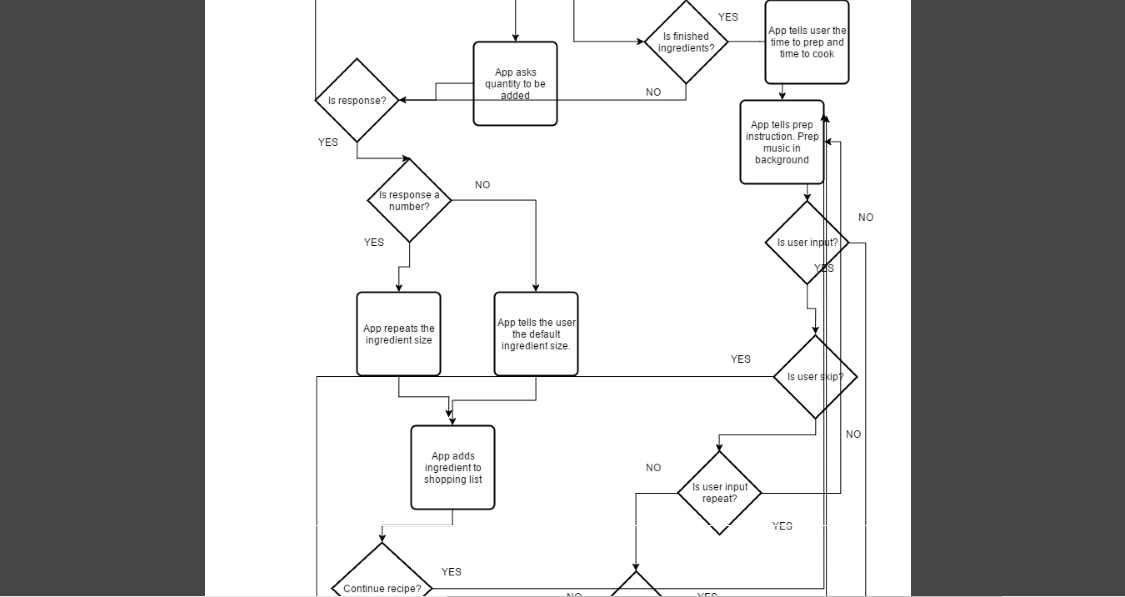 YES
Is finished
ingredients?
App tells user the
time to prep and
time to cook
App asks
quantity to be
added
NO
Is response?
YES
App tells prep
instruction. Prep
music in
background
Is response a
number?
NO
YES
NO
Is user input?
YES
App repeats the
ingredient size
App tells the user
the default
ingredient size.
YES
Is user skip?
NO
App adds
ingredient to
shopping list
NO
Is user input
repeat?
YES
Continue recipe?
YES
NO
YES